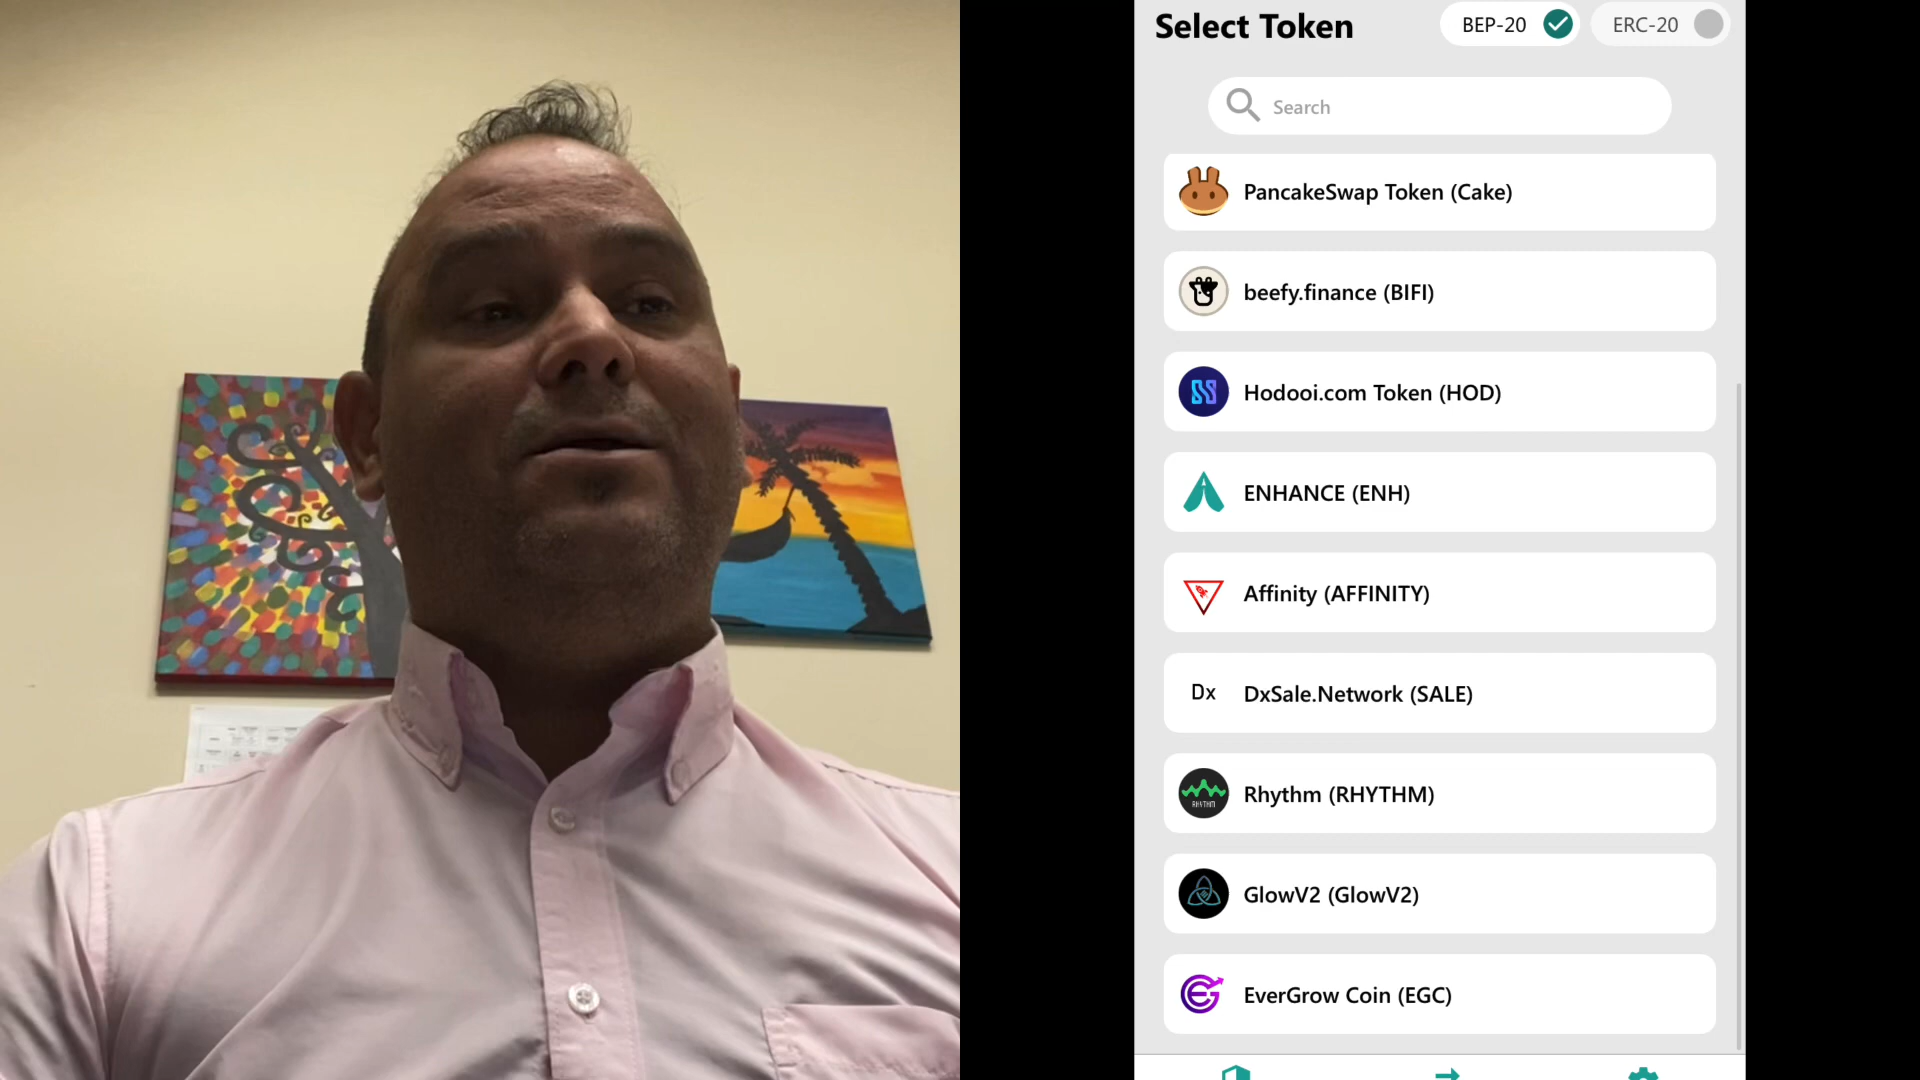 Select Token
BEP-20
ERC-20
Search
PancakeSwap Token (Cake)
beefy.finance (BIFI)
Hodooi.com Token (HOD)
ENHANCE (ENH)
Affinity (AFFINITY)
Dx
DxSale.Network (SALE)
RHYTHM
Rhythm (RHYTHM)
GlowV2 (GlowV2)
EverGrow Coin (EGC)